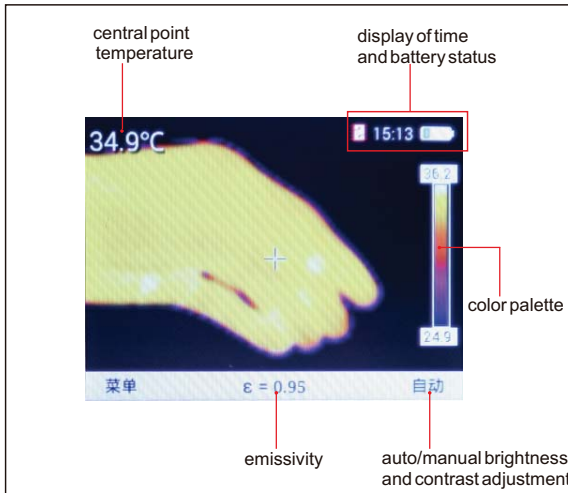 central point
temperature
display of time
and battery status
34.9°C
15:13
36.2
color palette
24.9
菜单
ε = 0.95
自动
emissivity
auto/manual brightness
and contrast adjustment